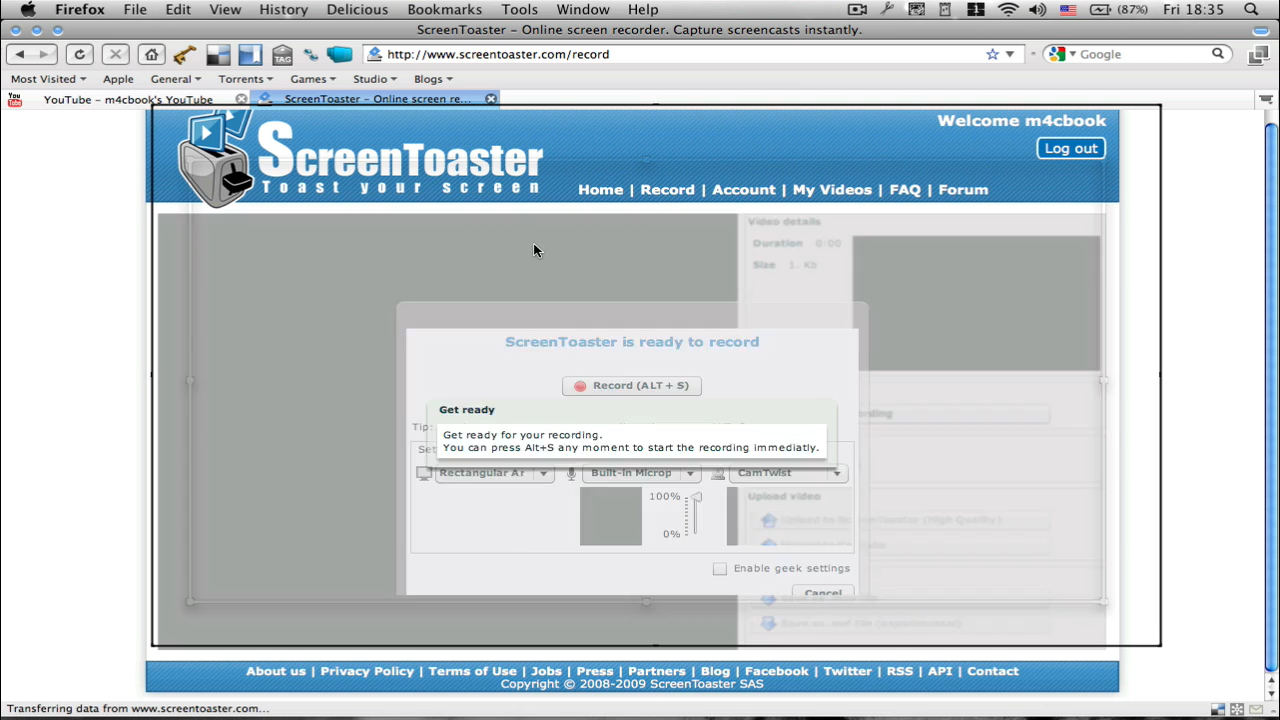 Firefox File Edit View History Delicious Bookmarks Tools Window Help (87%) Fri 18:35
ScreenToaster - Online screen recorder. Capture screencasts instantly.
http://www.screentoaster.com/record Google
TAG
Most Visited Apple General Torrents Games Studio Blogs
You Tube YouTube - m4cbook's YouTube ScreenToaster - Online screen re...
Welcome m4cbook
Log out
ScreenToaster
Toast your screen
Home | Record | Account | My Videos | FAQ | Forum
Video details
Duration 0:00
Size 1. Kb
ScreenToaster is ready to record
Record (ALT + S)
Get ready
Tip:
Get ready for your recording.
You can press Alt+S any moment to start the recording immediatly.
Rectangular Ar Built-in Microp CamTwist
100%
0%
Upload video
Enable geek settings
Cancel
About us | Privacy Policy | Terms of Use | Jobs | Press | Partners | Blog | Facebook | Twitter | RSS | API | Contact
Copyright © 2008-2009 ScreenToaster SAS
Transferring data from www.screentoaster.com...